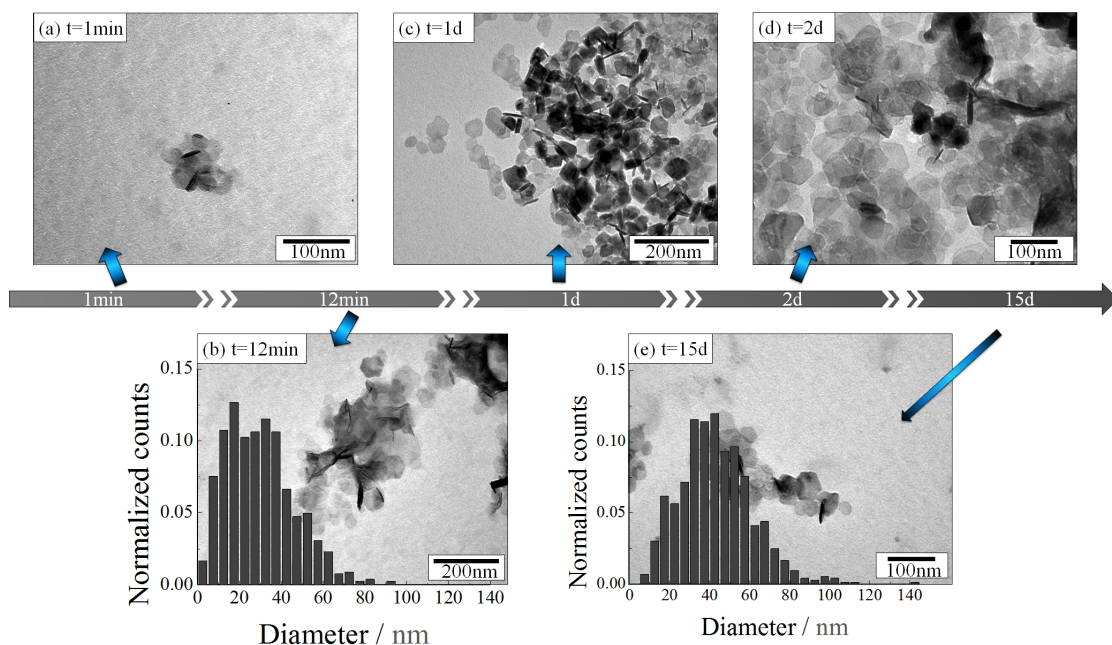 (a) t=1min
100nm
(c) t=1d
200nm
(d) t=2d
100nm
1min 12min 1d 2d 15d
(b) t=12min
0.15
0.10
0.05
0.00
Normalized counts
0 20 40 60 80 100 120 140
Diameter / nm
200nm
(e) t=15d
0.15
0.10
0.05
0.00
Normalized counts
0 20 40 60 80 100 120 140
Diameter / nm
100nm